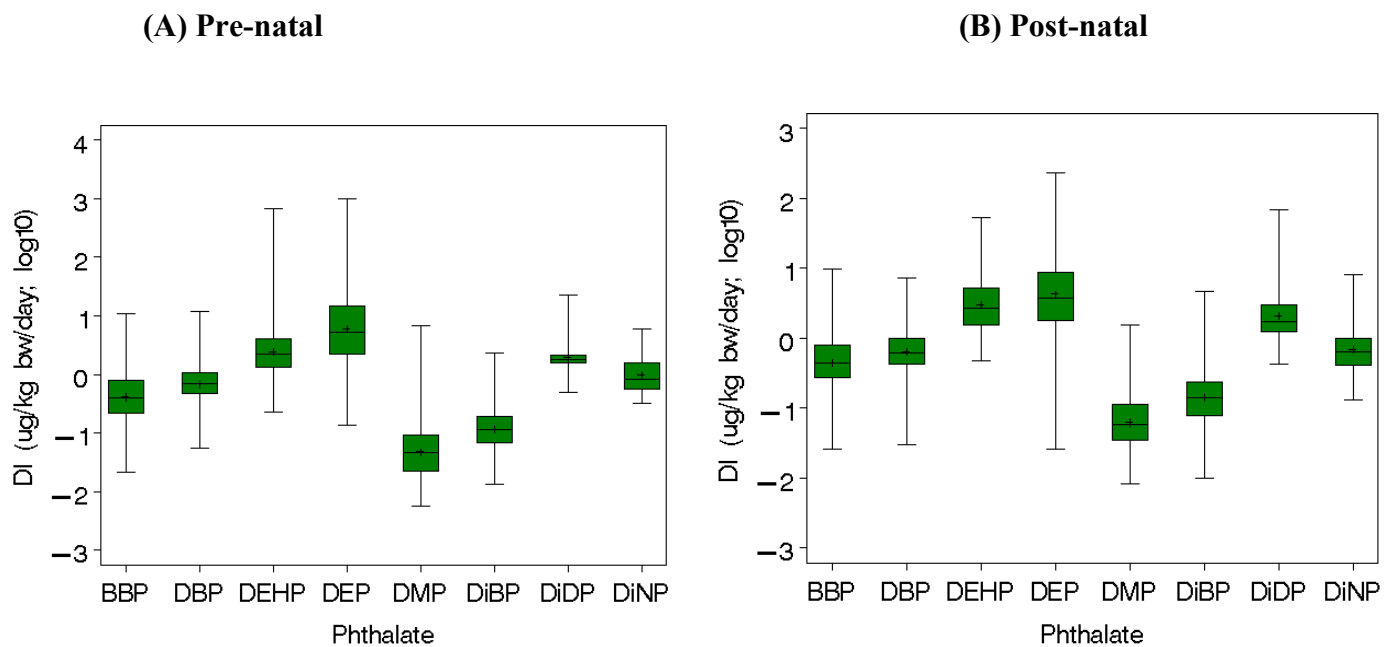 (A) Pre-natal
4
3
2
1
0
−1
−2
−3
DI (ug/kg bw/day; log10)
BBP DBP DEHP DEP DMP DiBP DiDP DiNP
Phthalate
(B) Post-natal
3
2
1
0
−1
−2
−3
DI (ug/kg bw/day; log10)
BBP DBP DEHP DEP DMP DiBP DiDP DiNP
Phthalate